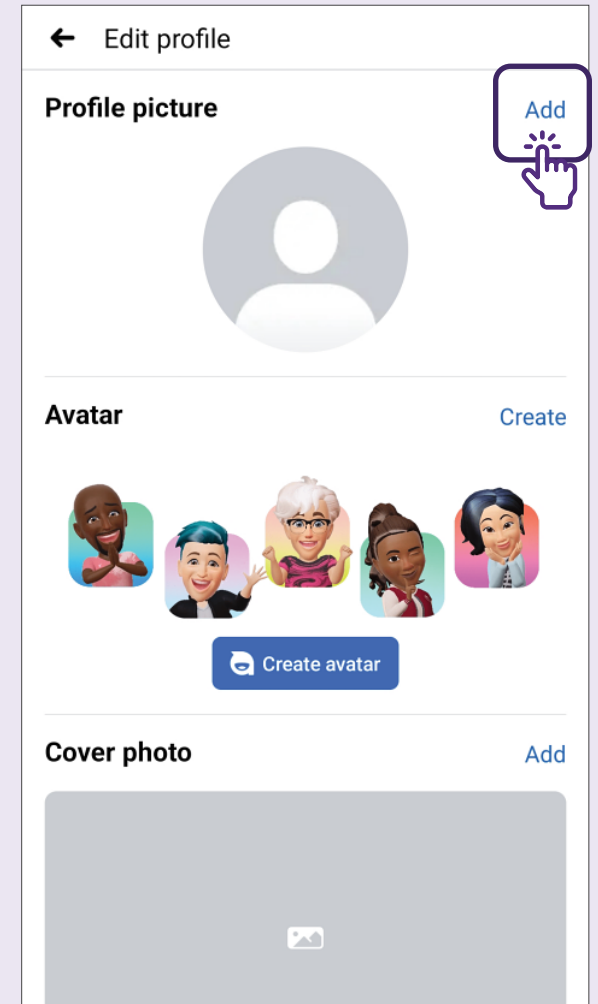 Edit profile
Profile picture Add
Avatar Create
Create avatar
Cover photo Add